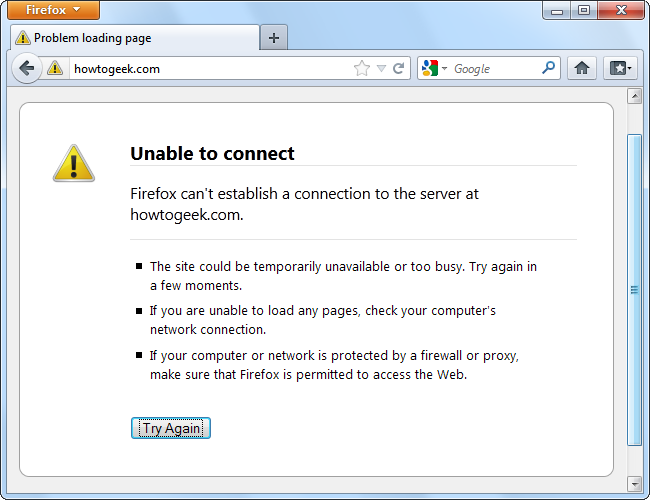 Firefox
Problem loading page
howtogeek.com
Google
Unable to connect
Firefox can't establish a connection to the server at
howtogeek.com.
The site could be temporarily unavailable or too busy. Try again in
a few moments.
If you are unable to load any pages, check your computer's
network connection.
If your computer or network is protected by a firewall or proxy,
make sure that Firefox is permitted to access the Web.
Try Again